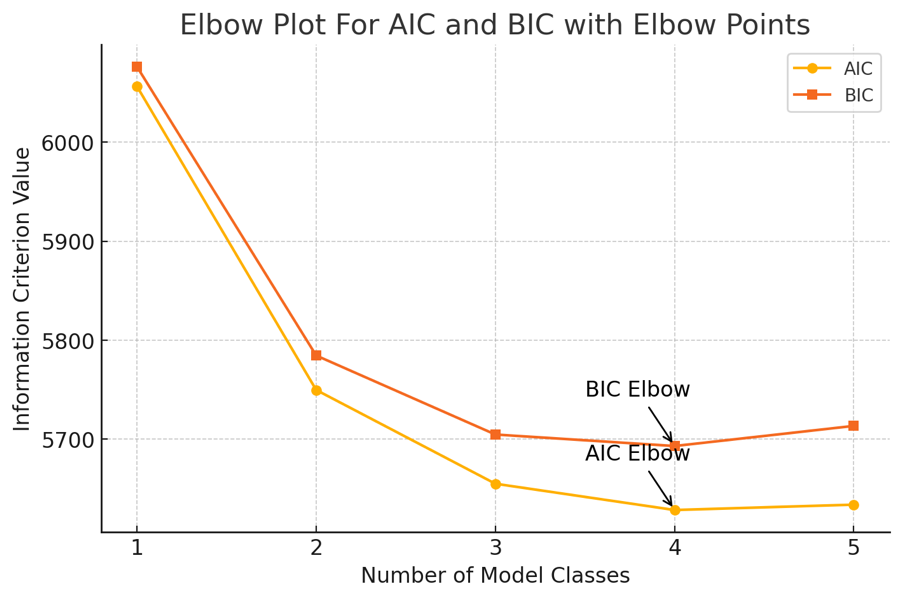 Elbow Plot For AIC and BIC with Elbow Points
AIC
BIC
Information Criterion Value
6000
5900
5800
5700
BIC Elbow
AIC Elbow
1 2 3 4 5
Number of Model Classes